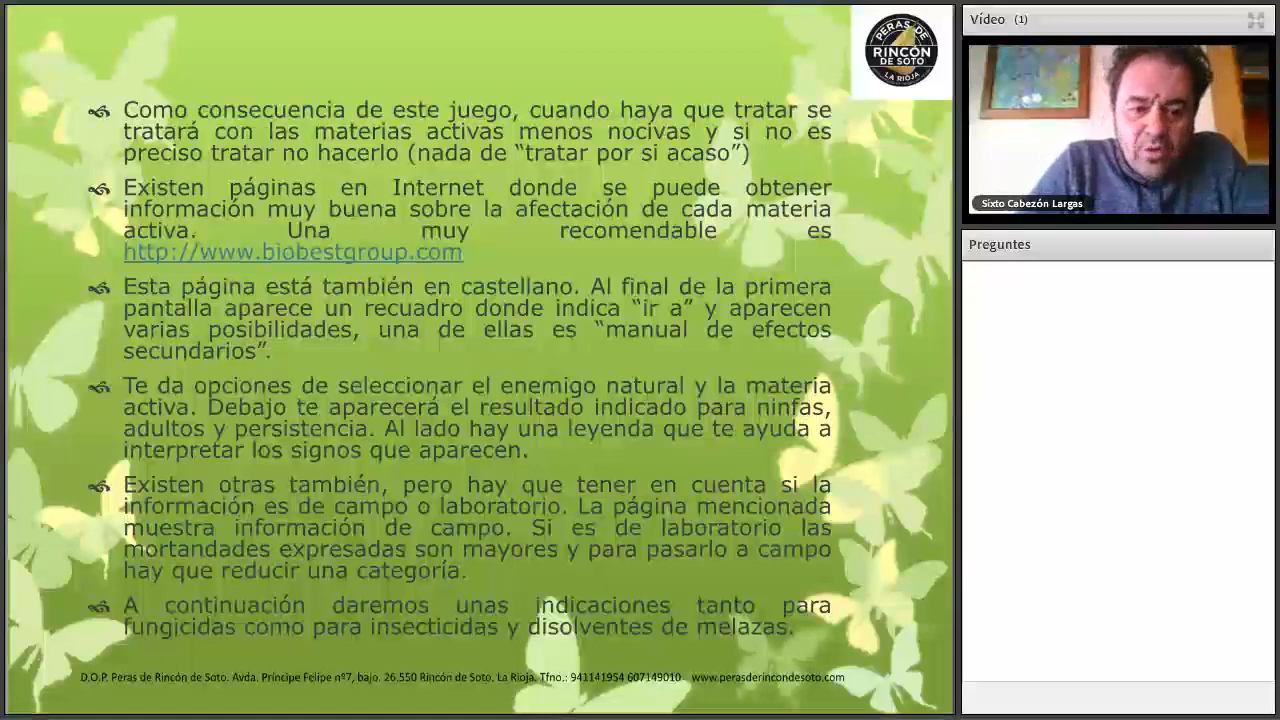 PERAS DE
RINCÓN
DE SOTO
LA RIOJA
Como consecuencia de este juego, cuando haya que tratar se
tratará con las materias activas menos nocivas y si no es
preciso tratar no hacerlo (nada de “tratar por si acaso”)
Existen páginas en Internet donde se puede obtener
información muy buena sobre la afectación de cada materia
activa. Una muy recomendable es
http://www.biobestgroup.com
Esta página está también en castellano. Al final de la primera
pantalla aparece un recuadro donde indica “ir a” y aparecen
varias posibilidades, una de ellas es “manual de efectos
secundarios”.
Te da opciones de seleccionar el enemigo natural y la materia
activa. Debajo te aparecerá el resultado indicado para ninfas,
adultos y persistencia. Al lado hay una leyenda que te ayuda a
interpretar los signos que aparecen.
Existen otras también, pero hay que tener en cuenta si la
información es de campo o laboratorio. La página mencionada
muestra información de campo. Si es de laboratorio las
mortandades expresadas son mayores y para pasarlo a campo
hay que reducir una categoría.
A continuación daremos unas indicaciones tanto para
fungicidas como para insecticidas y disolventes de melazas.
D.O.P. Peras de Rincón de Soto. Avda. Príncipe Felipe nº7, bajo. 26.550 Rincón de Soto. La Rioja. Tfno.: 941141954 607149010 www.perasderincondesoto.com
Vídeo (1)
Sixto Cabezón Largas
Preguntes